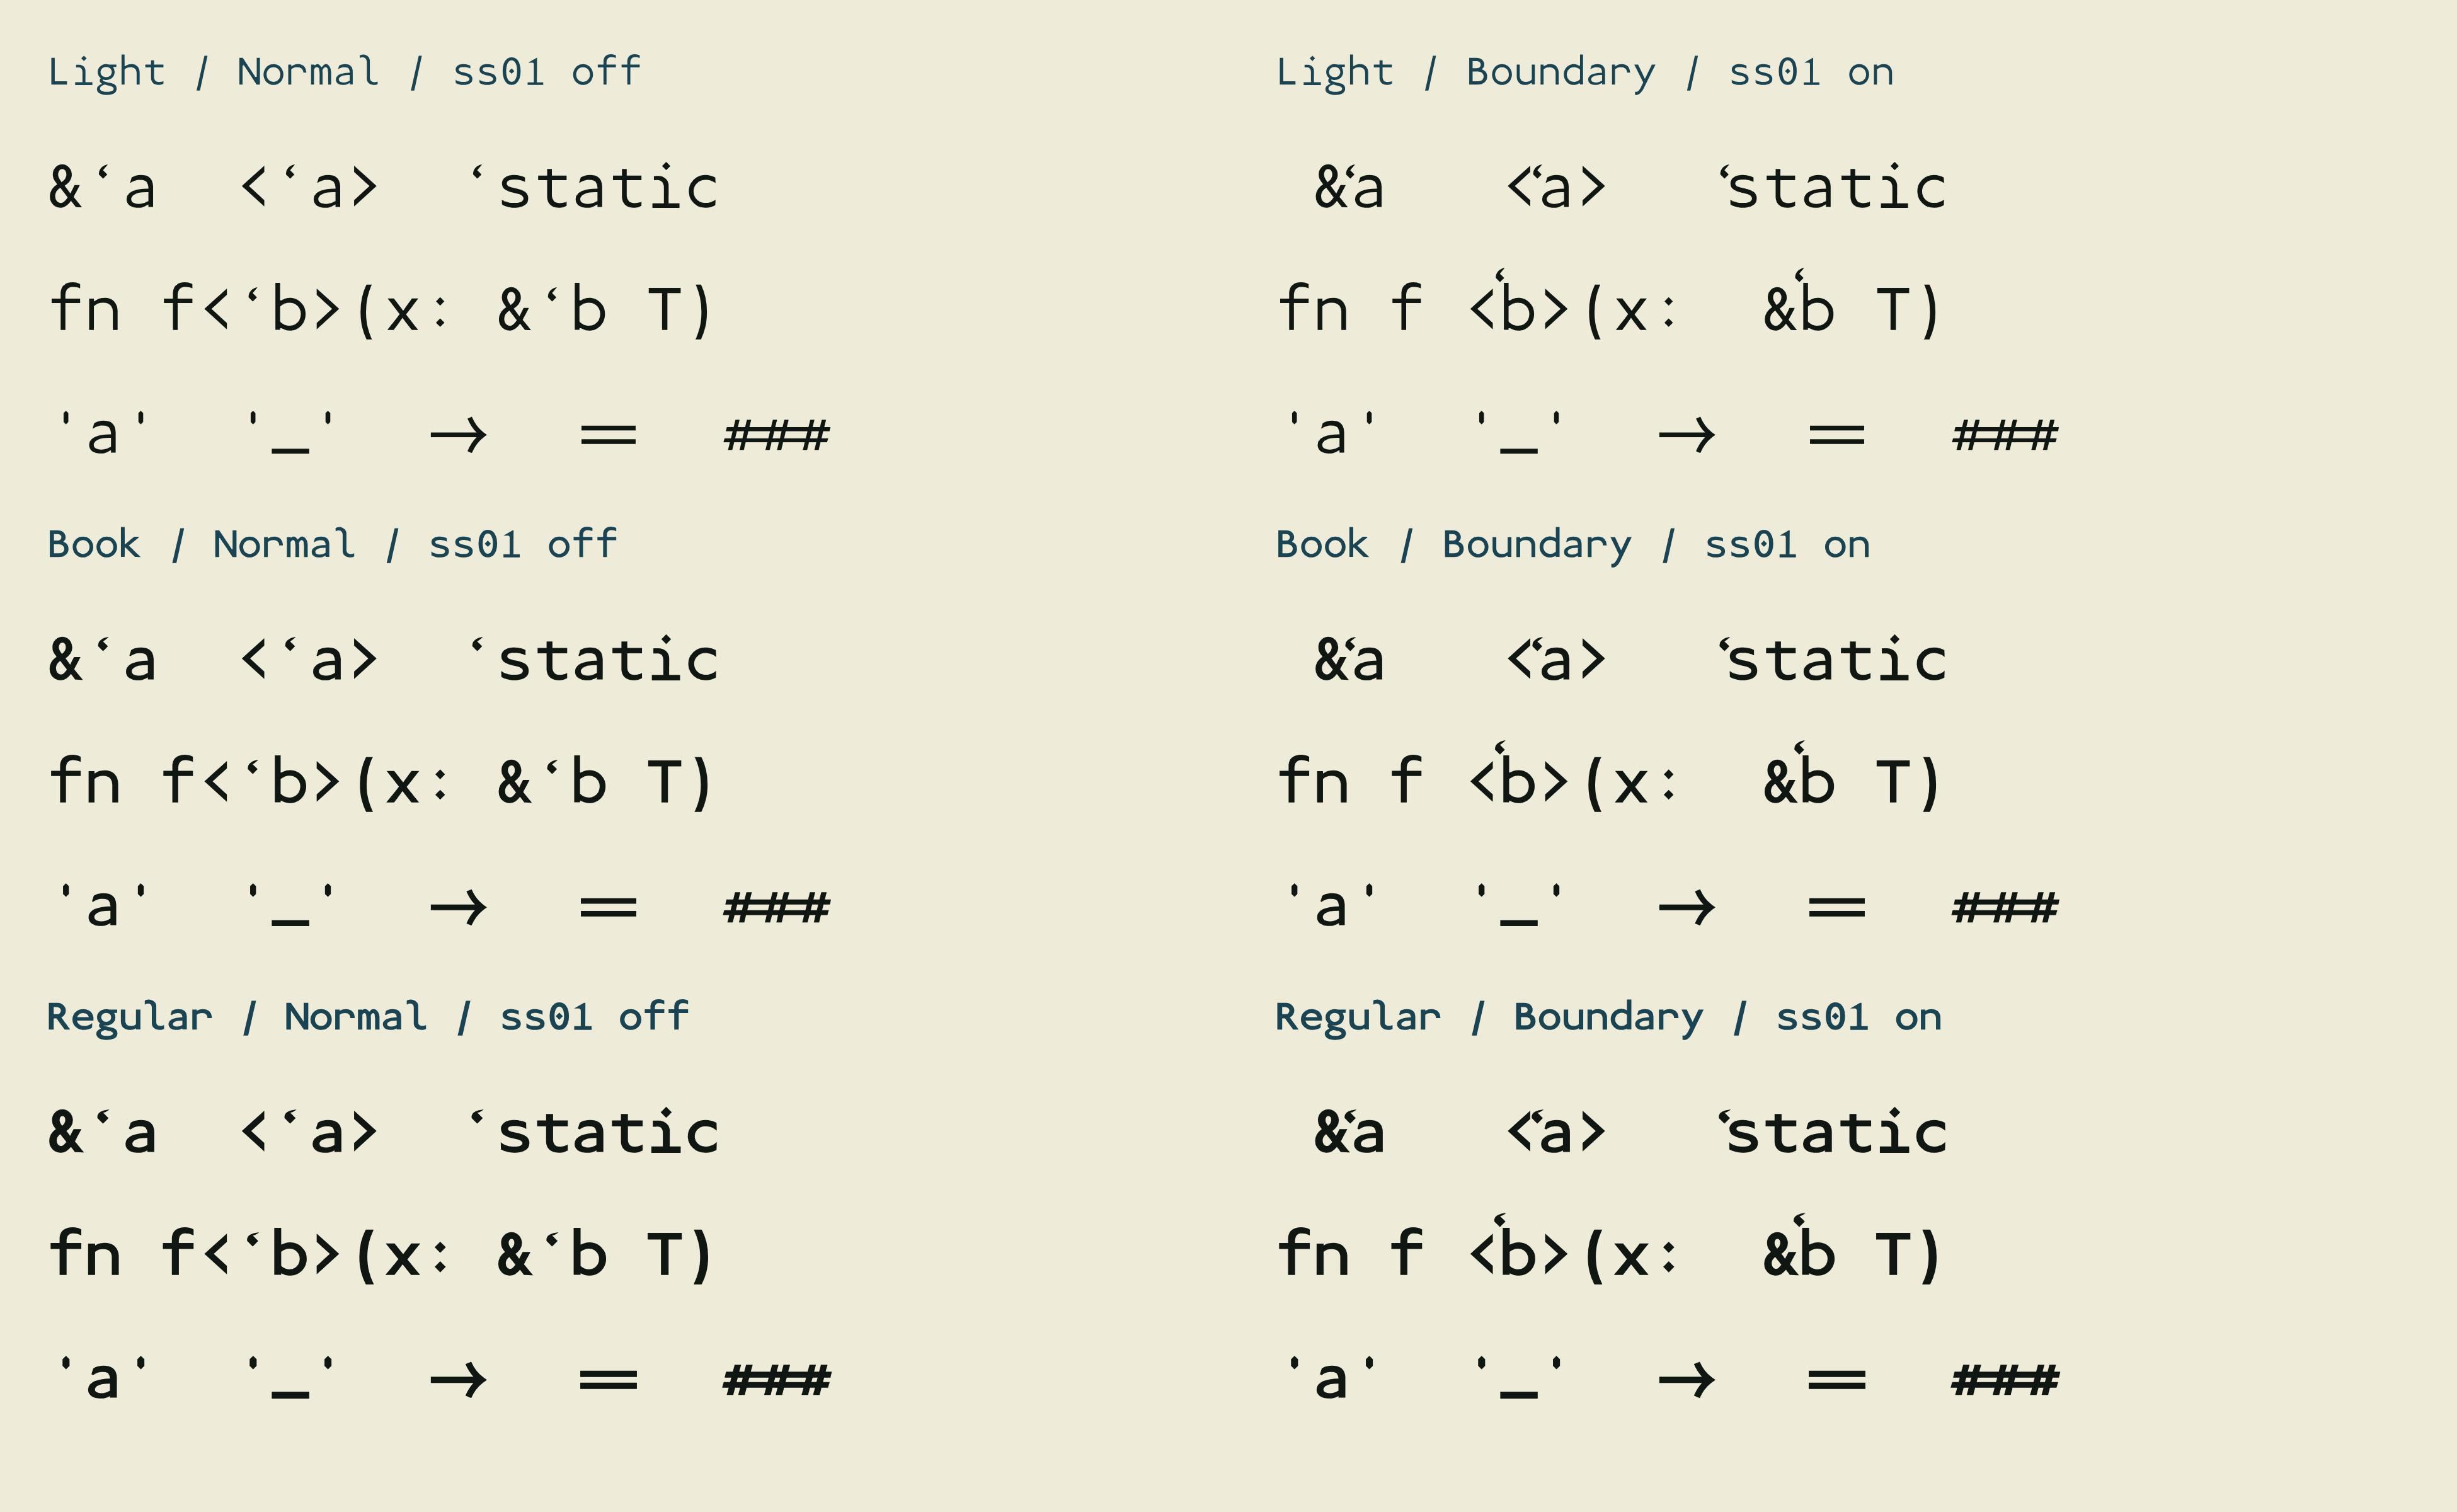 Light / Normal / ss01 off
&‘a  <‘a>  ‘static
fn f<‘b>(x: &‘b T)
'a'  '_'  →  =  ###
Book / Normal / ss01 off
&‘a  <‘a>  ‘static
fn f<‘b>(x: &‘b T)
'a'  '_'  →  =  ###
Regular / Normal / ss01 off
&‘a  <‘a>  ‘static
fn f<‘b>(x: &‘b T)
'a'  '_'  →  =  ###
Light / Boundary / ss01 on
&‘a  <‘a>  ‘static
fn f <‘b>(x:  &‘b T)
'a'  '_'  →  =  ###
Book / Boundary / ss01 on
&‘a  <‘a>  ‘static
fn f <‘b>(x:  &‘b T)
'a'  '_'  →  =  ###
Regular / Boundary / ss01 on
&‘a  <‘a>  ‘static
fn f <‘b>(x:  &‘b T)
'a'  '_'  →  =  ###